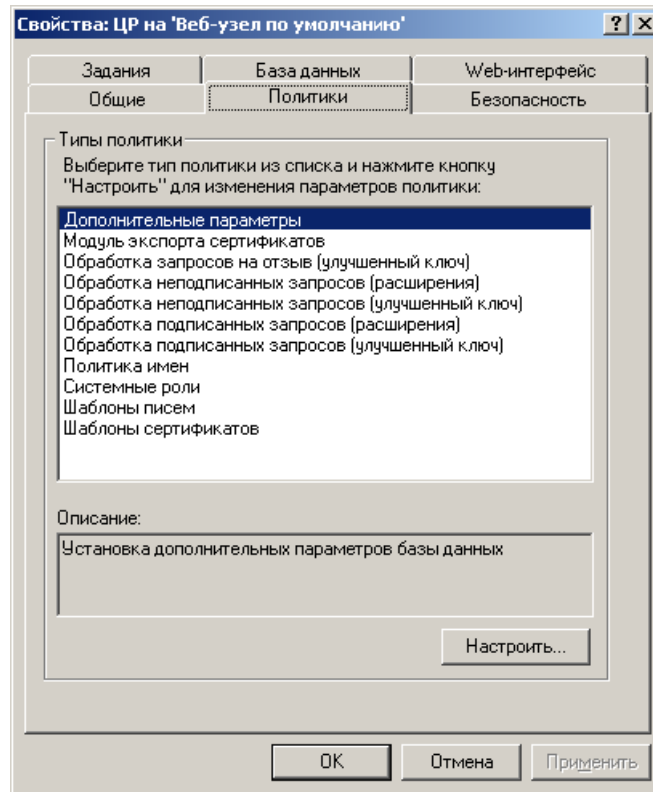 Свойства: ЦР на 'Веб-узел по умолчанию'
Задания
База данных
Web-интерфейс
Общие
Политики
Безопасность
Типы политики
Выберите тип политики из списка и нажмите кнопку
"Настроить" для изменения параметров политики:
Дополнительные параметры
Модуль экспорта сертификатов
Обработка запросов на отзыв (улучшенный ключ)
Обработка неподписанных запросов (расширения)
Обработка неподписанных запросов (улучшенный ключ)
Обработка подписанных запросов (расширения)
Обработка подписанных запросов (улучшенный ключ)
Политика имен
Системные роли
Шаблоны писем
Шаблоны сертификатов
Описание:
Установка дополнительных параметров базы данных
Настроить...
ОК
Отмена
Применить